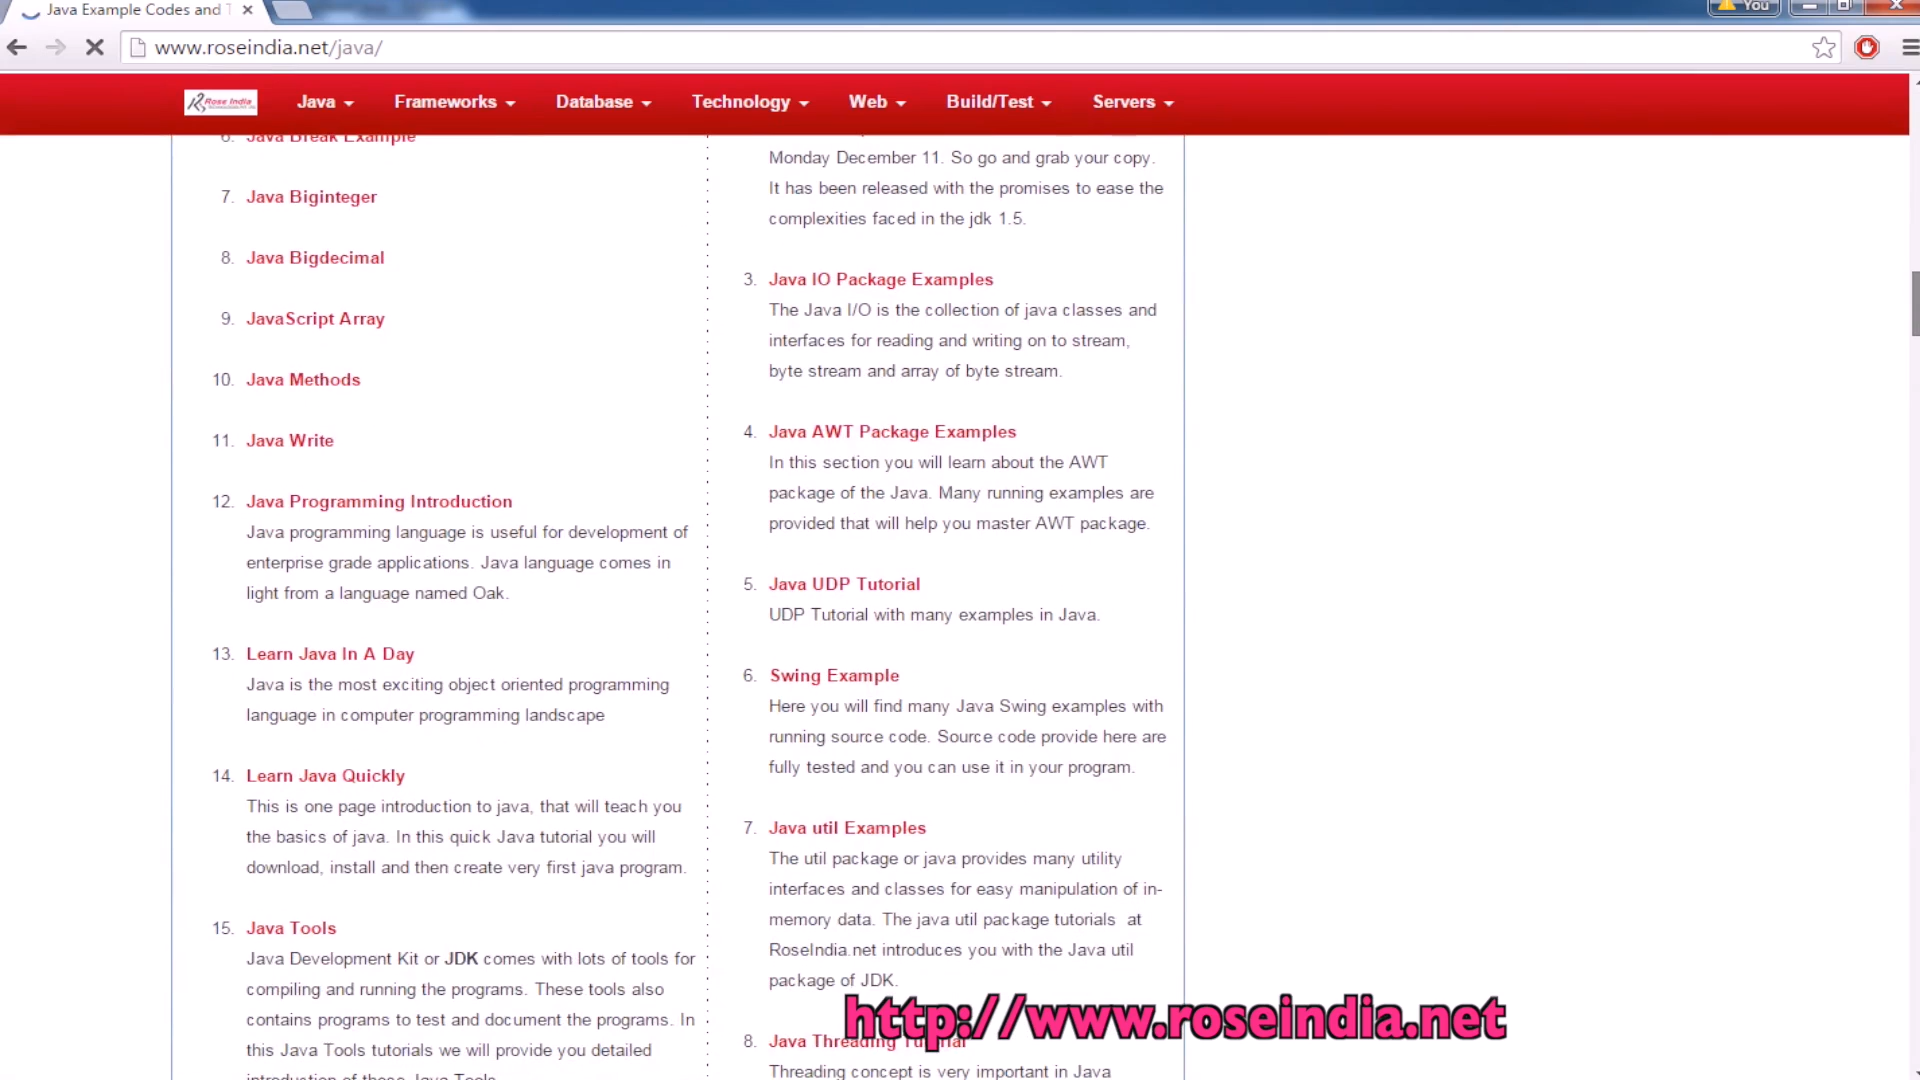 Java Example Codes and T
You
www.roseindia.net/java/
Rose India
Java
Frameworks
Database
Technology
Web
Build/Test
Servers
6. Java Break Example
7. Java Biginteger
8. Java Bigdecimal
9. JavaScript Array
10. Java Methods
11. Java Write
12. Java Programming Introduction
Java programming language is useful for development of
enterprise grade applications. Java language comes in
light from a language named Oak.
13. Learn Java In A Day
Java is the most exciting object oriented programming
language in computer programming landscape
14. Learn Java Quickly
This is one page introduction to java, that will teach you
the basics of java. In this quick Java tutorial you will
download, install and then create very first java program.
15. Java Tools
Java Development Kit or JDK comes with lots of tools for
compiling and running the programs. These tools also
contains programs to test and document the programs. In
this Java Tools tutorials we will provide you detailed
introduction of these Java Tools.
Monday December 11. So go and grab your copy.
It has been released with the promises to ease the
complexities faced in the jdk 1.5.
3. Java IO Package Examples
The Java I/O is the collection of java classes and
interfaces for reading and writing on to stream,
byte stream and array of byte stream.
4. Java AWT Package Examples
In this section you will learn about the AWT
package of the Java. Many running examples are
provided that will help you master AWT package.
5. Java UDP Tutorial
UDP Tutorial with many examples in Java.
6. Swing Example
Here you will find many Java Swing examples with
running source code. Source code provide here are
fully tested and you can use it in your program.
7. Java util Examples
The util package or java provides many utility
interfaces and classes for easy manipulation of in-
memory data. The java util package tutorials at
RoseIndia.net introduces you with the Java util
package of JDK.
8. Java Threading Tutorial
Threading concept is very important in Java
http://www.roseindia.net